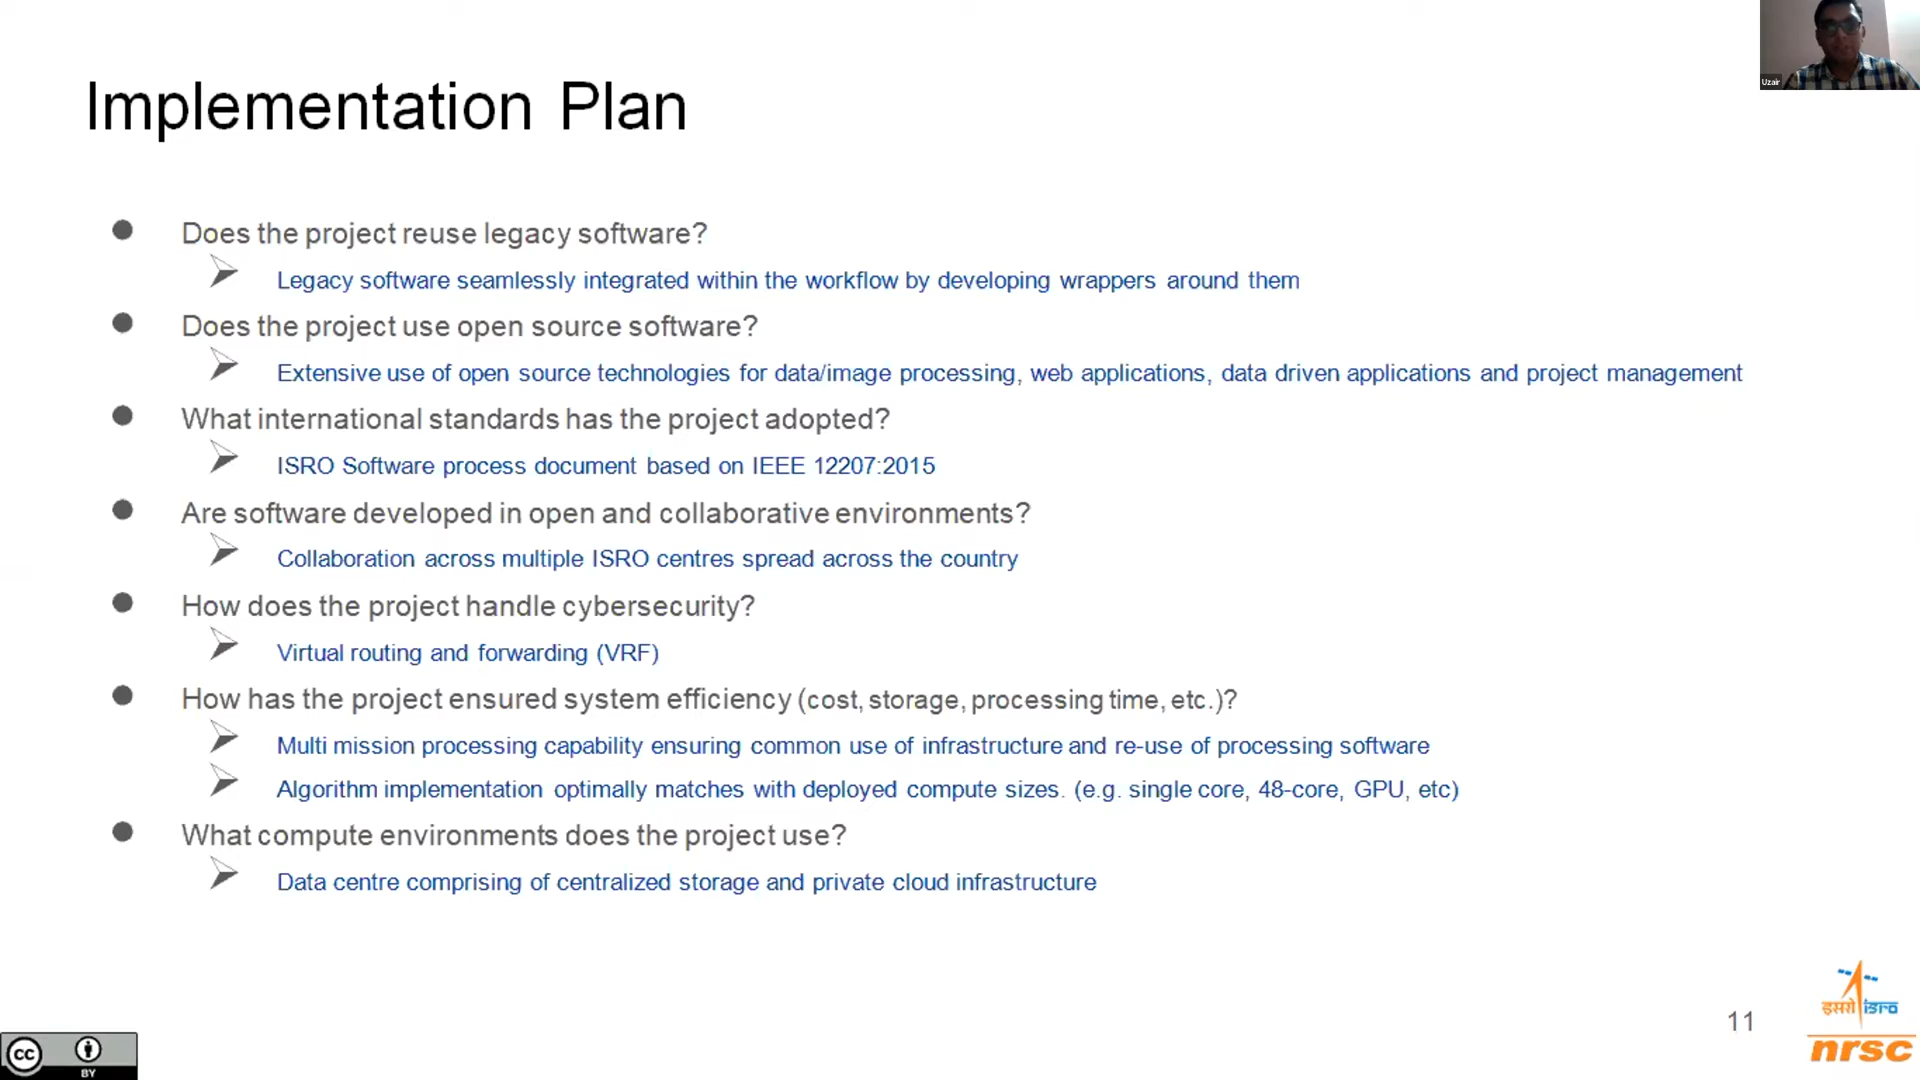 Uzair
Implementation Plan
Does the project reuse legacy software?
Legacy software seamlessly integrated within the workflow by developing wrappers around them
Does the project use open source software?
Extensive use of open source technologies for data/image processing, web applications, data driven applications and project management
What international standards has the project adopted?
ISRO Software process document based on IEEE 12207:2015
Are software developed in open and collaborative environments?
Collaboration across multiple ISRO centres spread across the country
How does the project handle cybersecurity?
Virtual routing and forwarding (VRF)
How has the project ensured system efficiency (cost, storage, processing time, etc.)?
Multi mission processing capability ensuring common use of infrastructure and re-use of processing software
Algorithm implementation optimally matches with deployed compute sizes. (e.g. single core, 48-core, GPU, etc)
What compute environments does the project use?
Data centre comprising of centralized storage and private cloud infrastructure
11
इसरो isro
nrsc
cc
BY